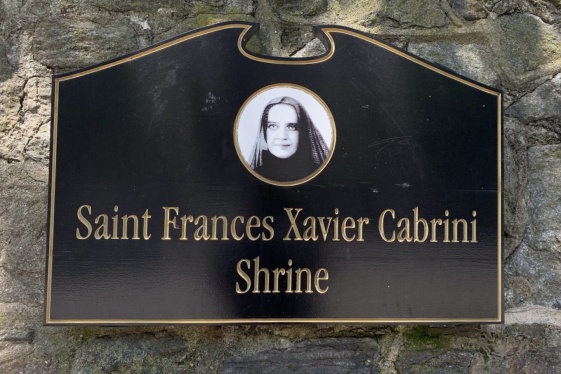 Saint Frances Xavier Cabrini
Shrine